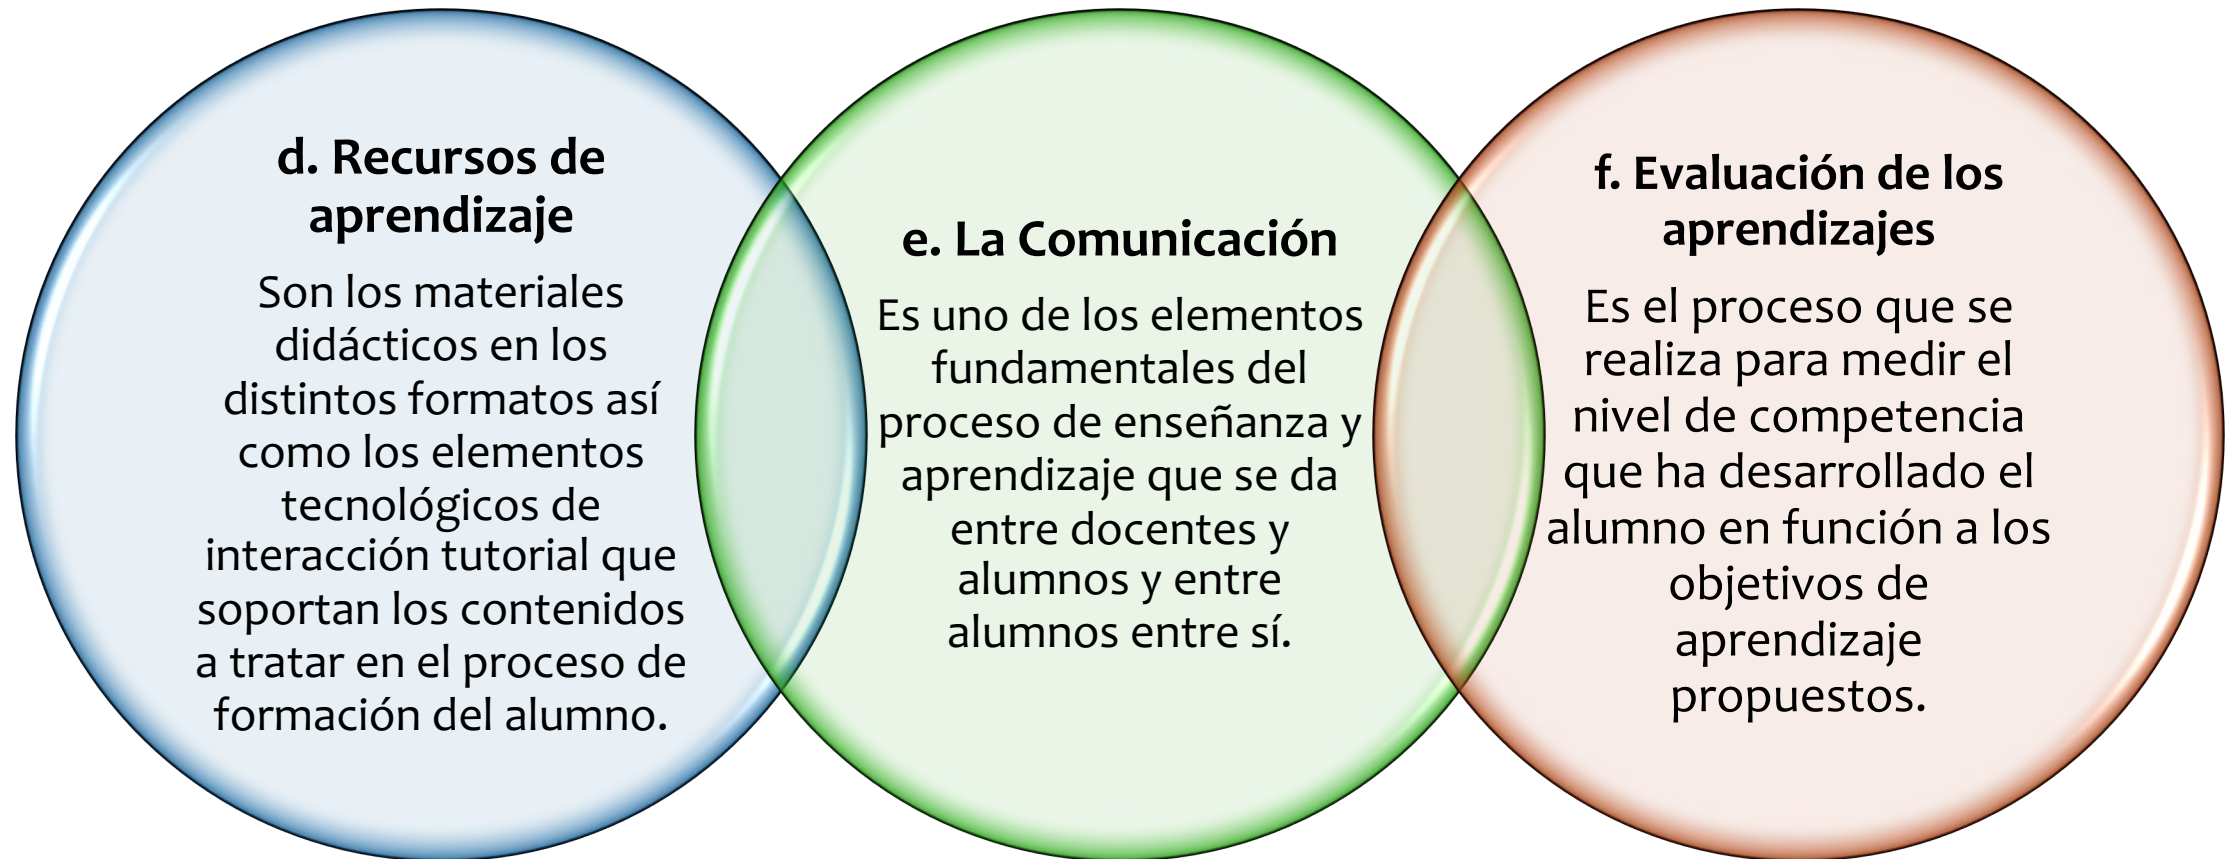 d. Recursos de
aprendizaje
Son los materiales
didácticos en los
distintos formatos así
como los elementos
tecnológicos de
interacción tutorial que
soportan los contenidos
a tratar en el proceso de
formación del alumno.
e. La Comunicación
Es uno de los elementos
fundamentales del
proceso de enseñanza y
aprendizaje que se da
entre docentes y
alumnos y entre
alumnos entre sí.
f. Evaluación de los
aprendizajes
Es el proceso que se
realiza para medir el
nivel de competencia
que ha desarrollado el
alumno en función a los
objetivos de
aprendizaje
propuestos.